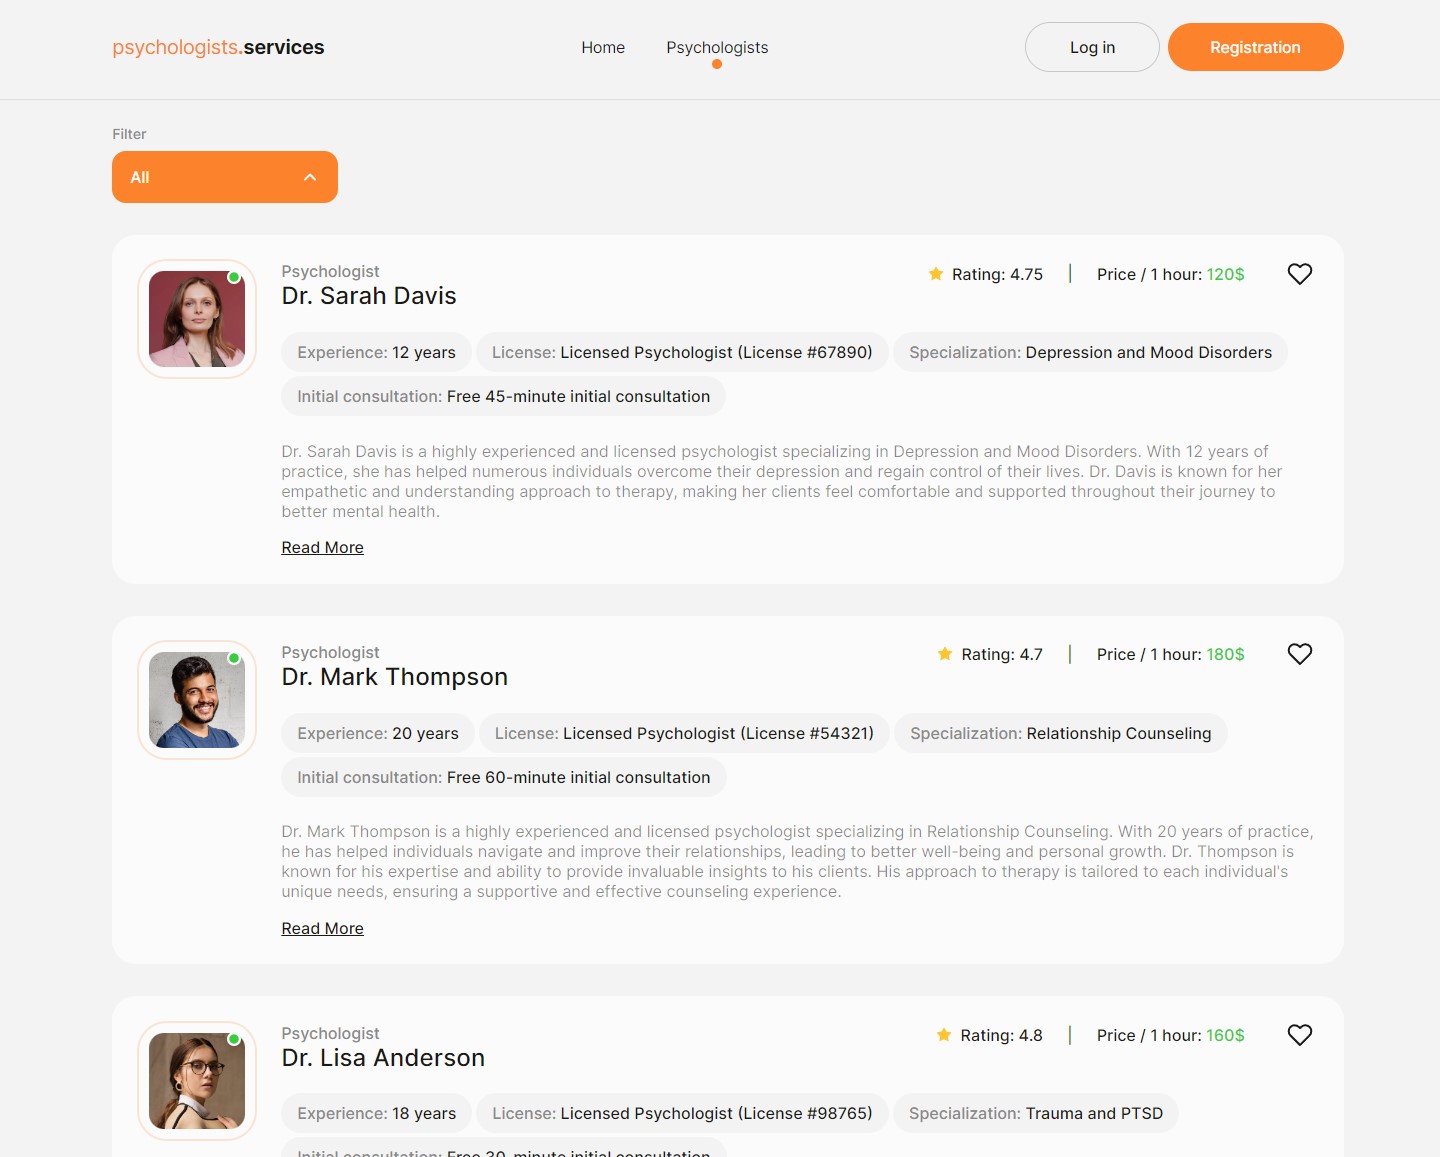 psychologists.services
Home
Psychologists
Log in
Registration
Filter
All
Psychologist
Dr. Sarah Davis
Rating: 4.75
Price / 1 hour: 120$
Experience: 12 years
License: Licensed Psychologist (License #67890)
Specialization: Depression and Mood Disorders
Initial consultation: Free 45-minute initial consultation
Dr. Sarah Davis is a highly experienced and licensed psychologist specializing in Depression and Mood Disorders. With 12 years of
practice, she has helped numerous individuals overcome their depression and regain control of their lives. Dr. Davis is known for her
empathetic and understanding approach to therapy, making her clients feel comfortable and supported throughout their journey to
better mental health.
Read More
Psychologist
Dr. Mark Thompson
Rating: 4.7
Price / 1 hour: 180$
Experience: 20 years
License: Licensed Psychologist (License #54321)
Specialization: Relationship Counseling
Initial consultation: Free 60-minute initial consultation
Dr. Mark Thompson is a highly experienced and licensed psychologist specializing in Relationship Counseling. With 20 years of practice,
he has helped individuals navigate and improve their relationships, leading to better well-being and personal growth. Dr. Thompson is
known for his expertise and ability to provide invaluable insights to his clients. His approach to therapy is tailored to each individual's
unique needs, ensuring a supportive and effective counseling experience.
Read More
Psychologist
Dr. Lisa Anderson
Rating: 4.8
Price / 1 hour: 160$
Experience: 18 years
License: Licensed Psychologist (License #98765)
Specialization: Trauma and PTSD
Initial consultation: Free 30-minute initial consultation